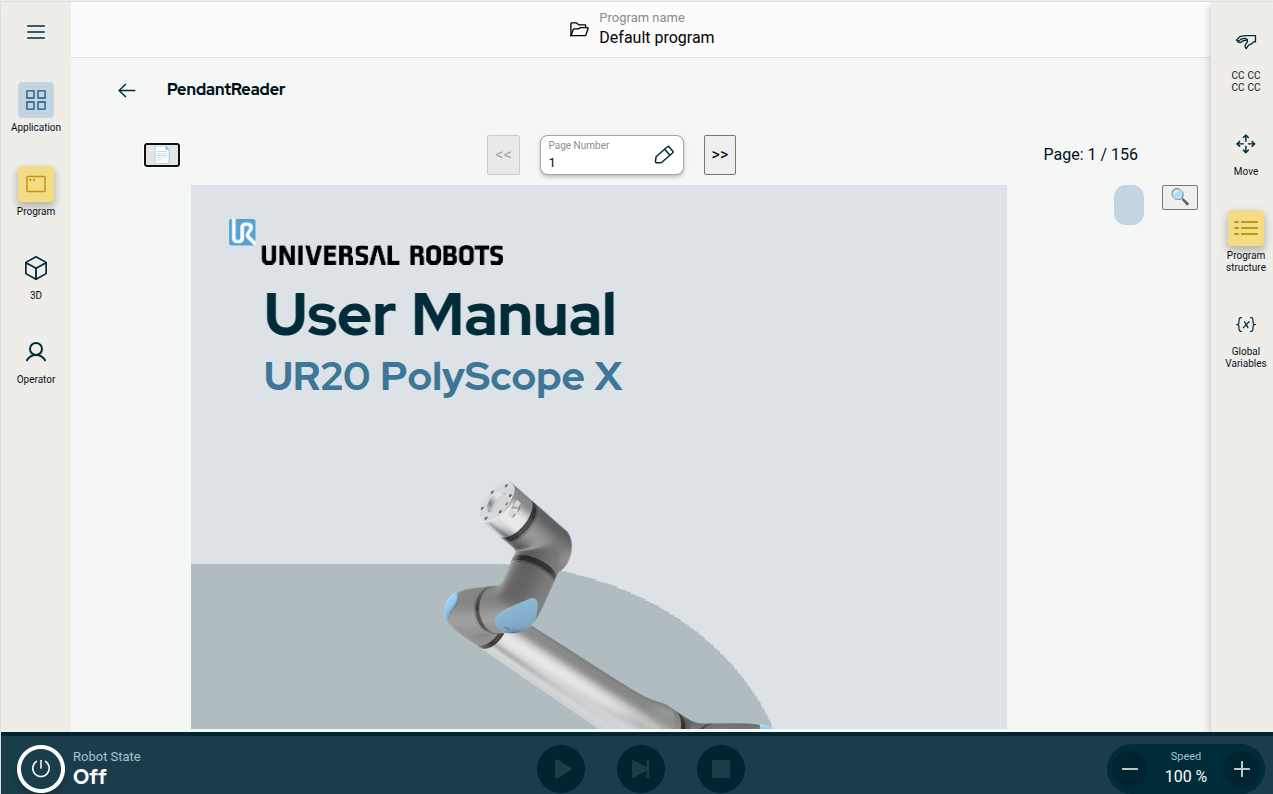 Program name
Default program
PendantReader
Application
Program
3D
Operator
<<
Page Number
1
>>
Page: 1 / 156
UR
UNIVERSAL ROBOTS
User Manual
UR20 PolyScope X
CC CC
CC CC
Move
Program
structure
{x}
Global
Variables
Robot State
Off
Speed
100 %